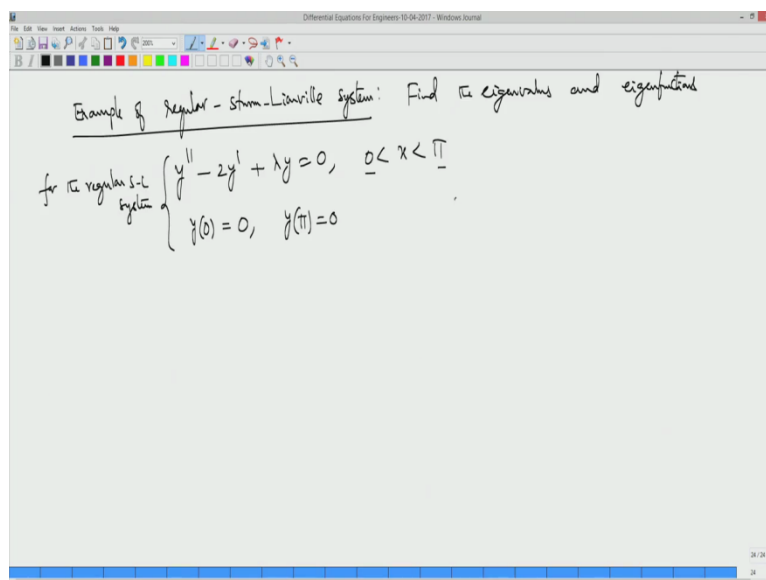 Differential Equations For Engineers-10-04-2017 - Windows Journal
File Edit View Insert Actions Tools Help
200%
B I
Example of regular - Sturm-Liouville system: Find the eigenvalues and eigenfunctions
for the regular S-L system { y'' - 2y' + λy = 0, 0 < x < π
y(0) = 0, y(π) = 0
24 / 24
24